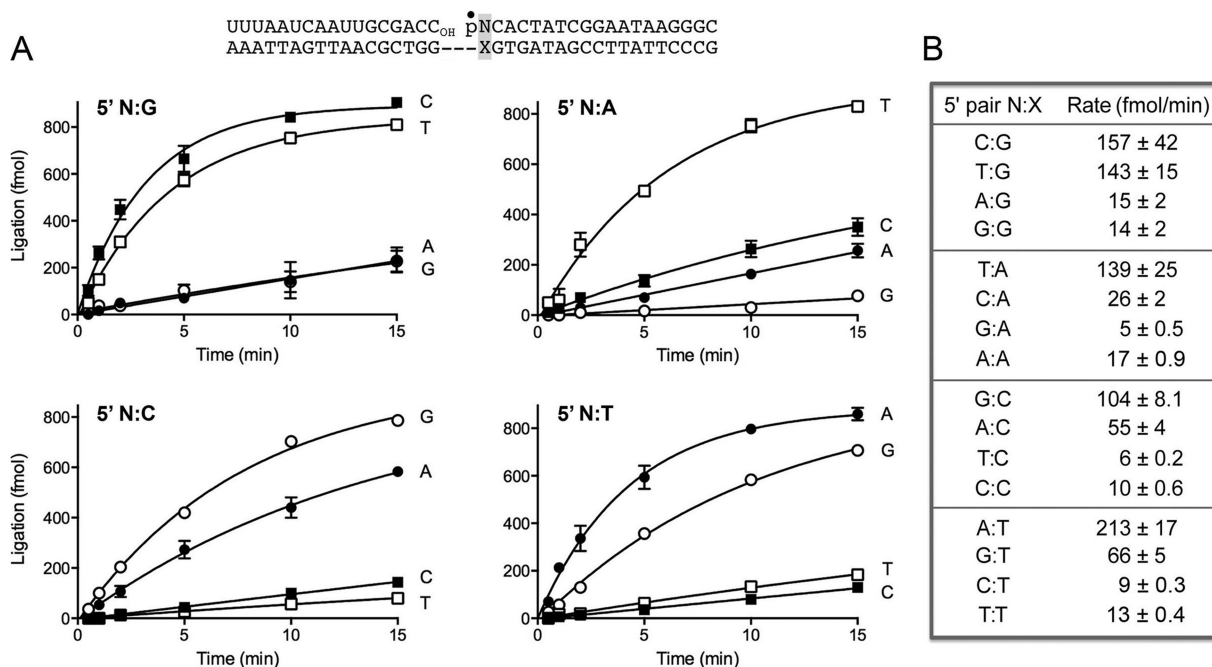 UUUAAUCAAUUGCGACCOH pNCACTATCGGAATAAGGGC
AAATTAGTTAACGCTGG---XGTGATAGCCTTATTCCCG
A
5' N:G
Ligation (fmol)
800
600
400
200
0
0 5 10 15
Time (min)
C
T
A
G
5' N:A
800
600
400
200
0
0 5 10 15
Time (min)
T
C
A
G
5' N:C
Ligation (fmol)
800
600
400
200
0
0 5 10 15
Time (min)
G
A
C
T
5' N:T
800
600
400
200
0
0 5 10 15
Time (min)
A
G
T
C
B
5' pair N:X Rate (fmol/min)
C:G 157 ± 42
T:G 143 ± 15
A:G 15 ± 2
G:G 14 ± 2
T:A 139 ± 25
C:A 26 ± 2
G:A 5 ± 0.5
A:A 17 ± 0.9
G:C 104 ± 8.1
A:C 55 ± 4
T:C 6 ± 0.2
C:C 10 ± 0.6
A:T 213 ± 17
G:T 66 ± 5
C:T 9 ± 0.3
T:T 13 ± 0.4